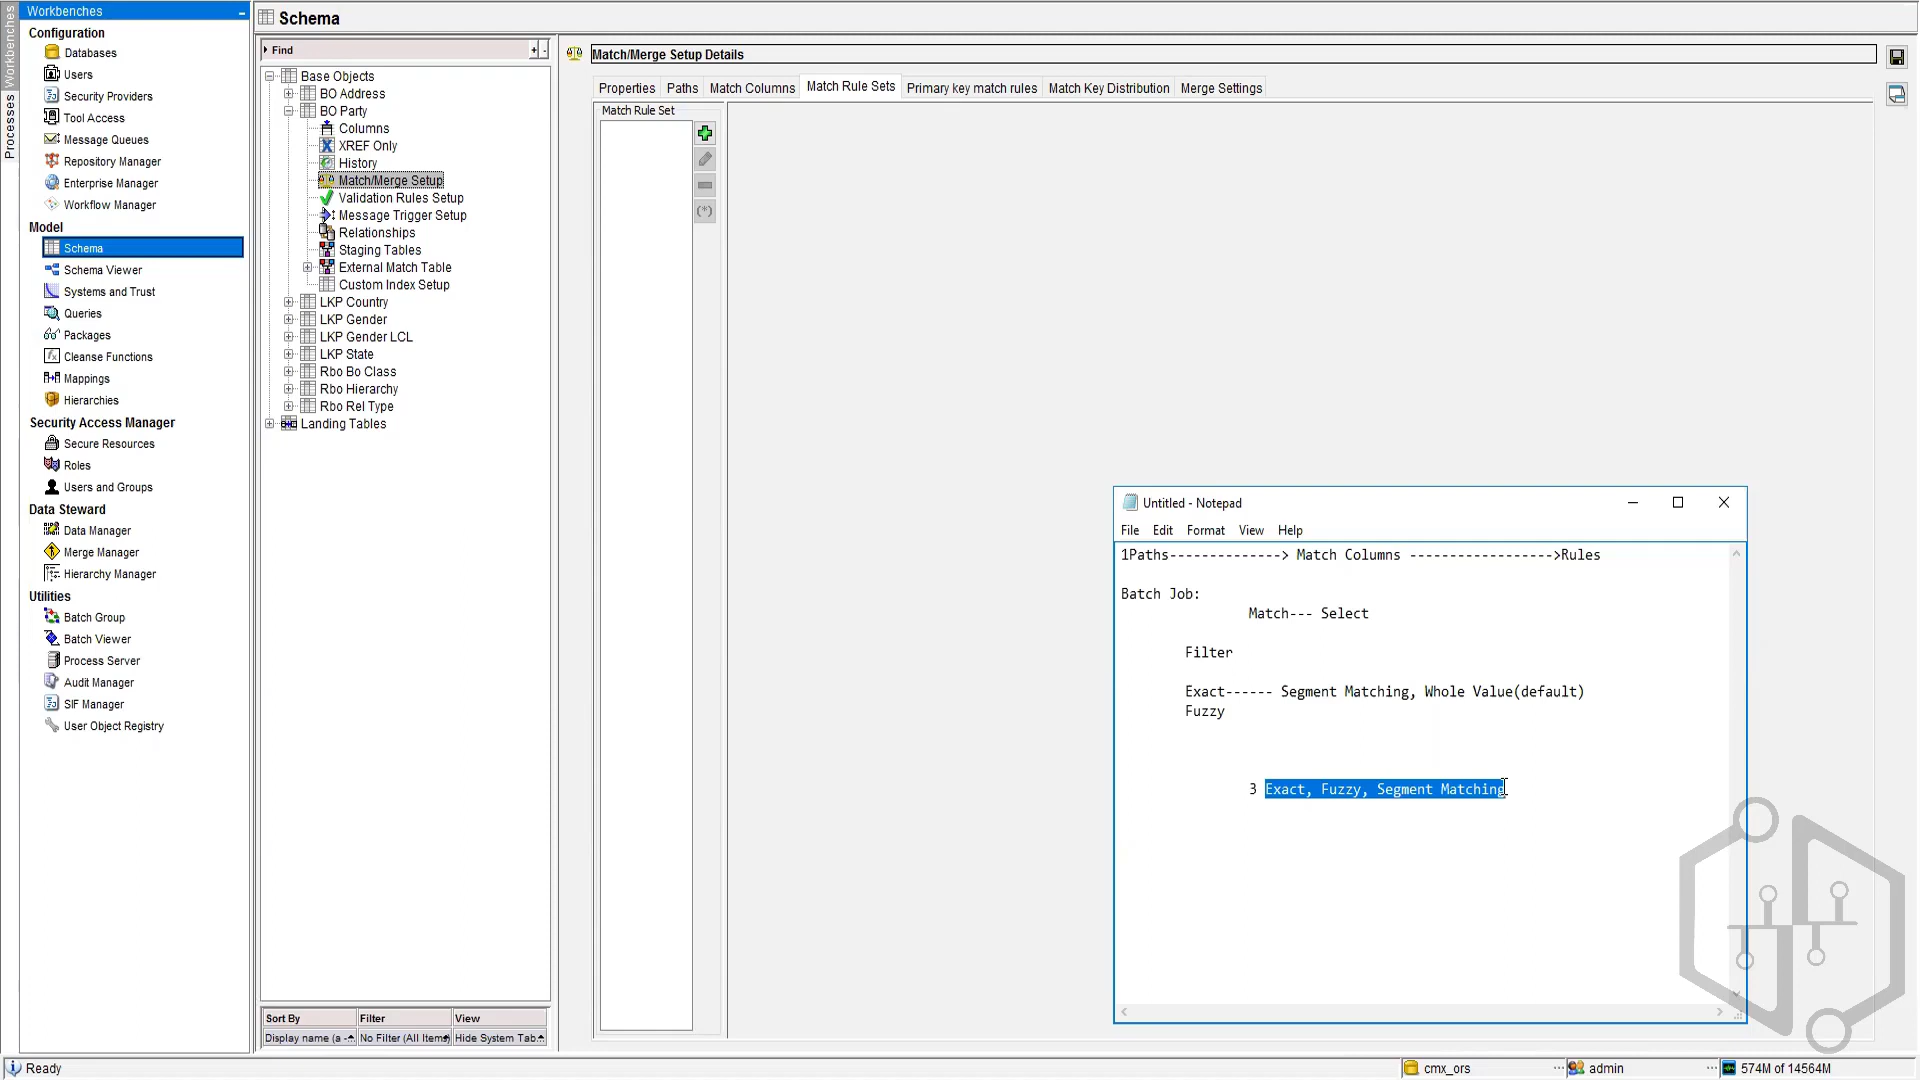 Workbenches
Processes
Workbenches
Configuration
Databases
Users
Security Providers
Tool Access
Message Queues
Repository Manager
Enterprise Manager
Workflow Manager
Model
Schema
Schema Viewer
Systems and Trust
Queries
Packages
Cleanse Functions
Mappings
Hierarchies
Security Access Manager
Secure Resources
Roles
Users and Groups
Data Steward
Data Manager
Merge Manager
Hierarchy Manager
Utilities
Batch Group
Batch Viewer
Process Server
Audit Manager
SIF Manager
User Object Registry
Schema
Find
Base Objects
BO Address
BO Party
Columns
XREF Only
History
Match/Merge Setup
Validation Rules Setup
Message Trigger Setup
Relationships
Staging Tables
External Match Table
Custom Index Setup
LKP Country
LKP Gender
LKP Gender LCL
LKP State
Rbo Bo Class
Rbo Hierarchy
Rbo Rel Type
Landing Tables
Sort By Filter View
Display name (a - No Filter (All Items) Hide System Tab...
Match/Merge Setup Details
Properties Paths Match Columns Match Rule Sets Primary key match rules Match Key Distribution Merge Settings
Match Rule Set
(*)
Untitled - Notepad
File Edit Format View Help
1Paths--------------> Match Columns ------------------>Rules
Batch Job:
Match--- Select
Filter
Exact------ Segment Matching, Whole Value(default)
Fuzzy
3 Exact, Fuzzy, Segment Matching
Ready
cmx_ors
admin
574M of 14564M